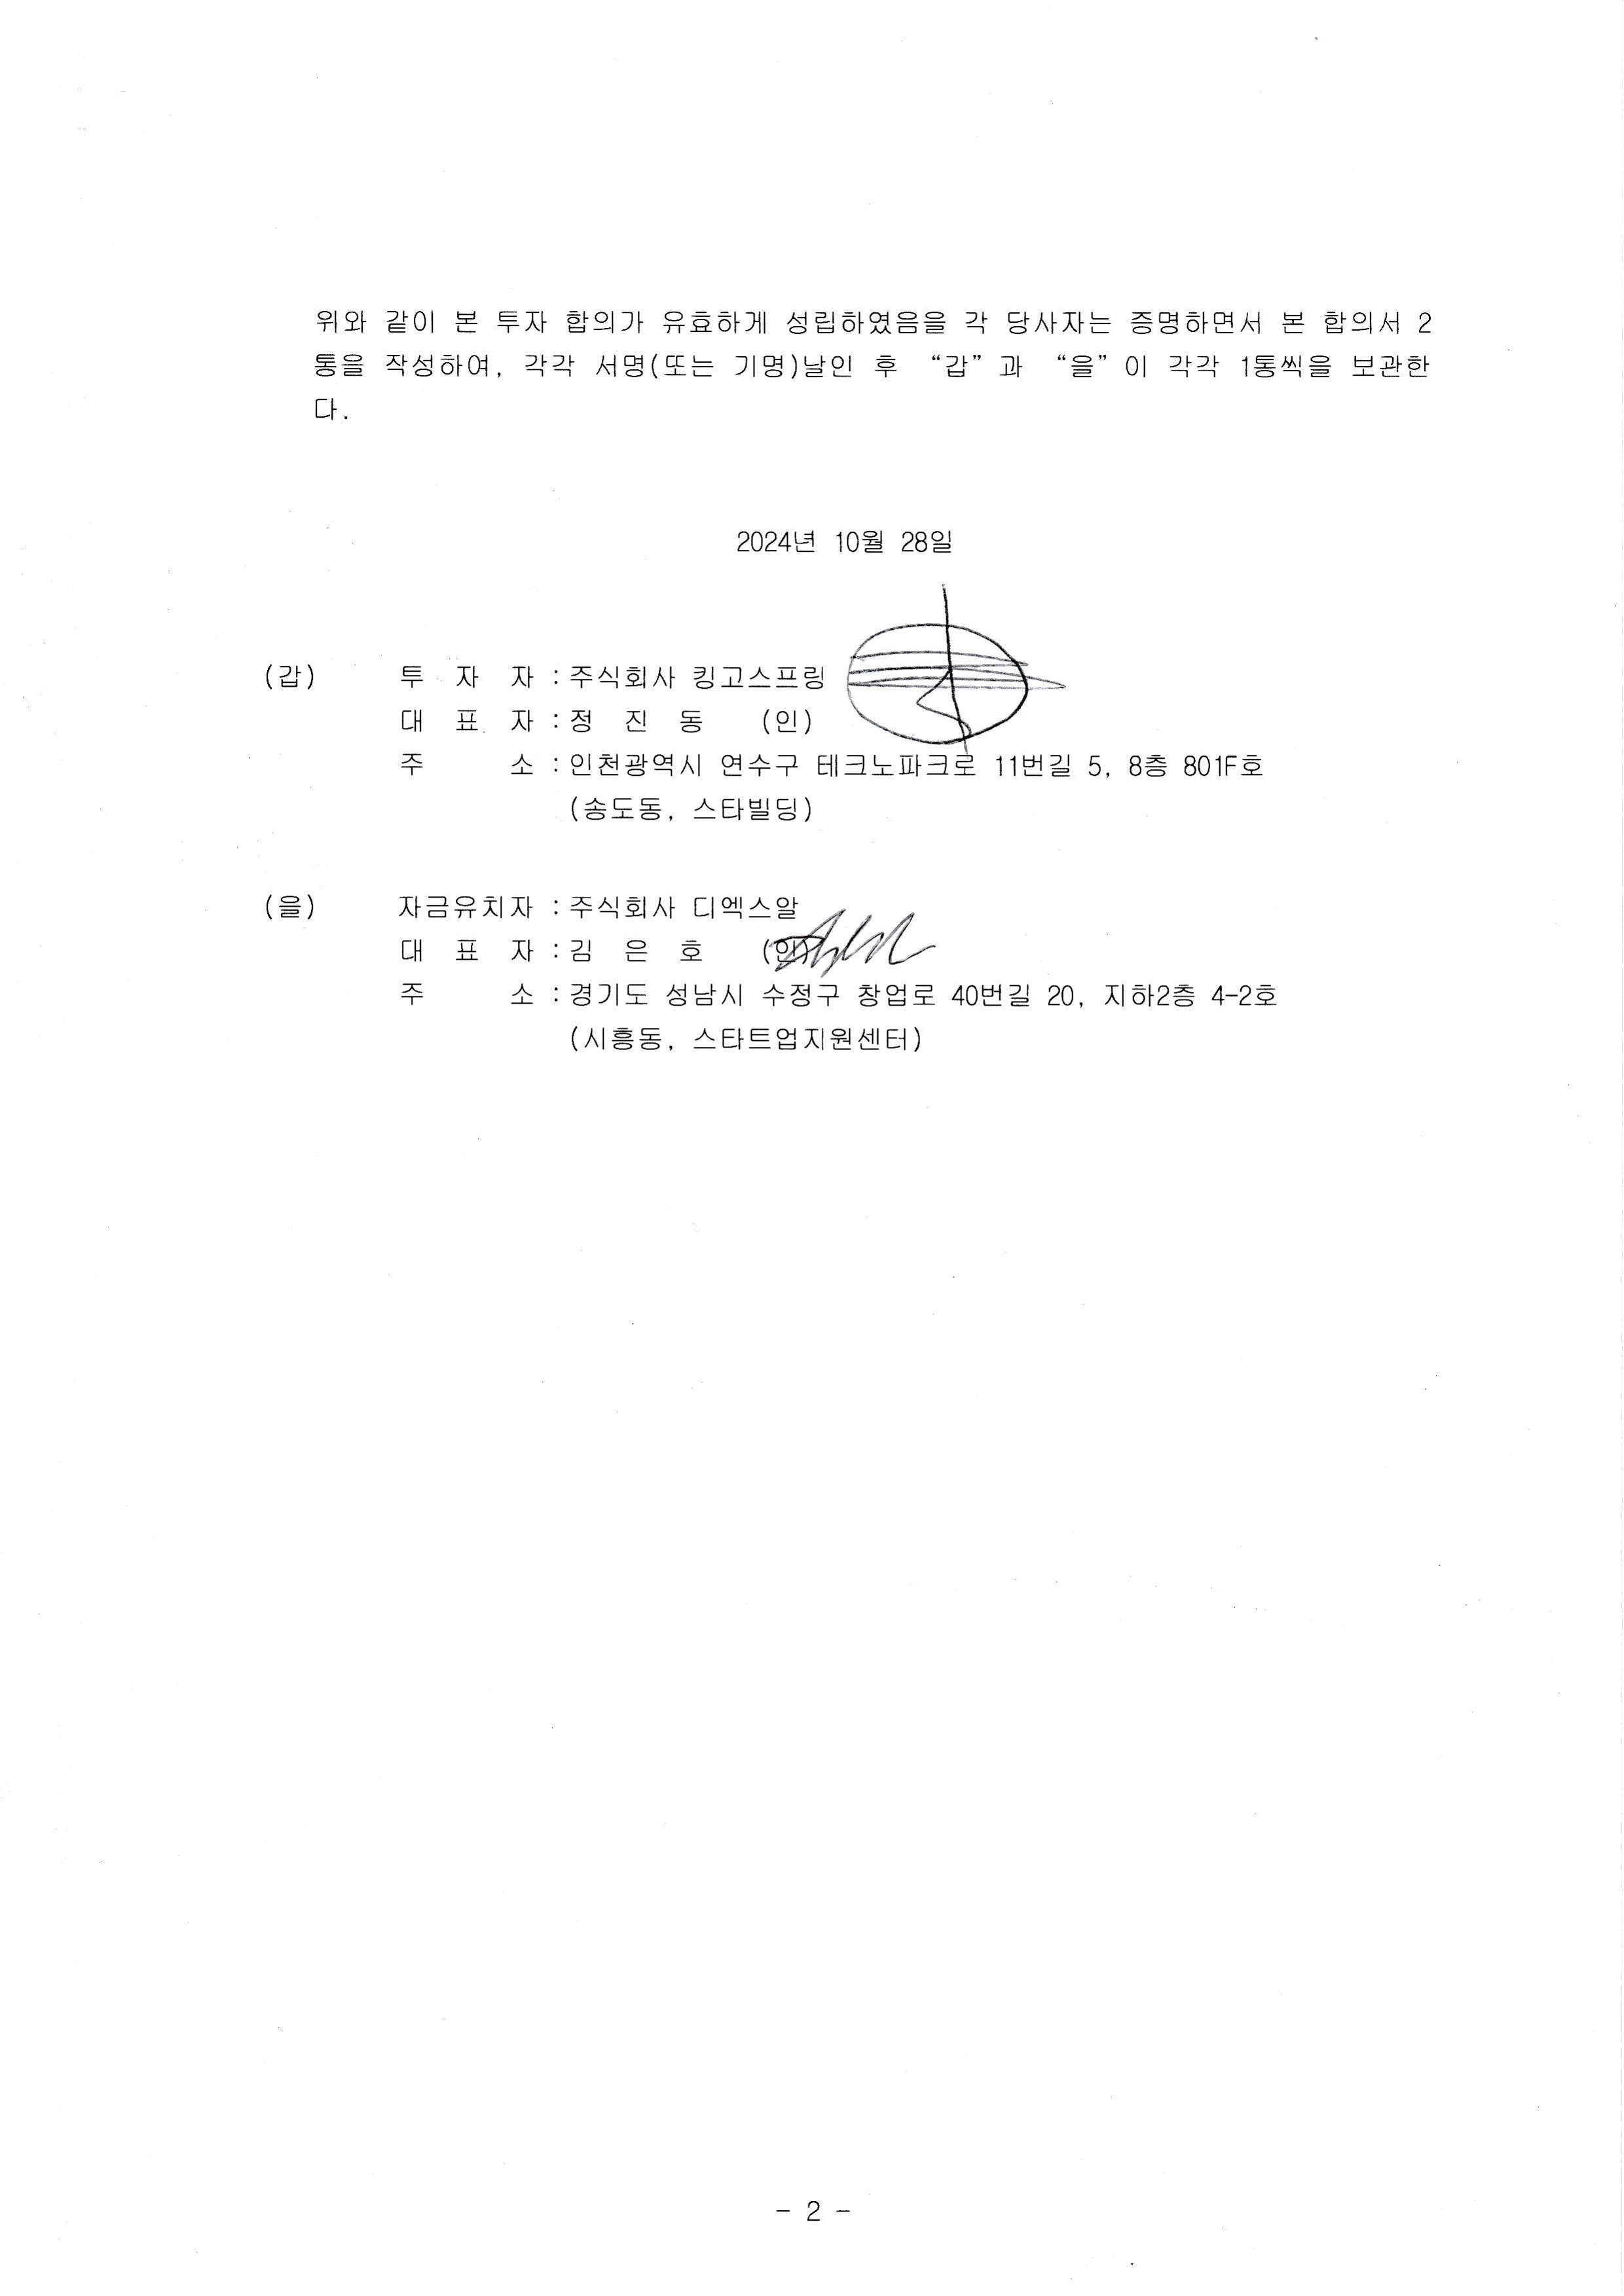 위와 같이 본 투자 합의가 유효하게 성립하였음을 각 당사자는 증명하면서 본 합의서 2
통을 작성하여, 각각 서명(또는 기명)날인 후 “갑”과 “을”이 각각 1통씩을 보관한
다.
2024년 10월 28일
(갑) 투 자 자 : 주식회사 킹고스프링
대 표 자 : 정 진 동 (인)
주 소 : 인천광역시 연수구 테크노파크로 11번길 5, 8층 801F호
(송도동, 스타빌딩)
(을) 자금유치자 : 주식회사 디엑스알
대 표 자 : 김 은 호 (인)
주 소 : 경기도 성남시 수정구 창업로 40번길 20, 지하2층 4-2호
(시흥동, 스타트업지원센터)
- 2 -